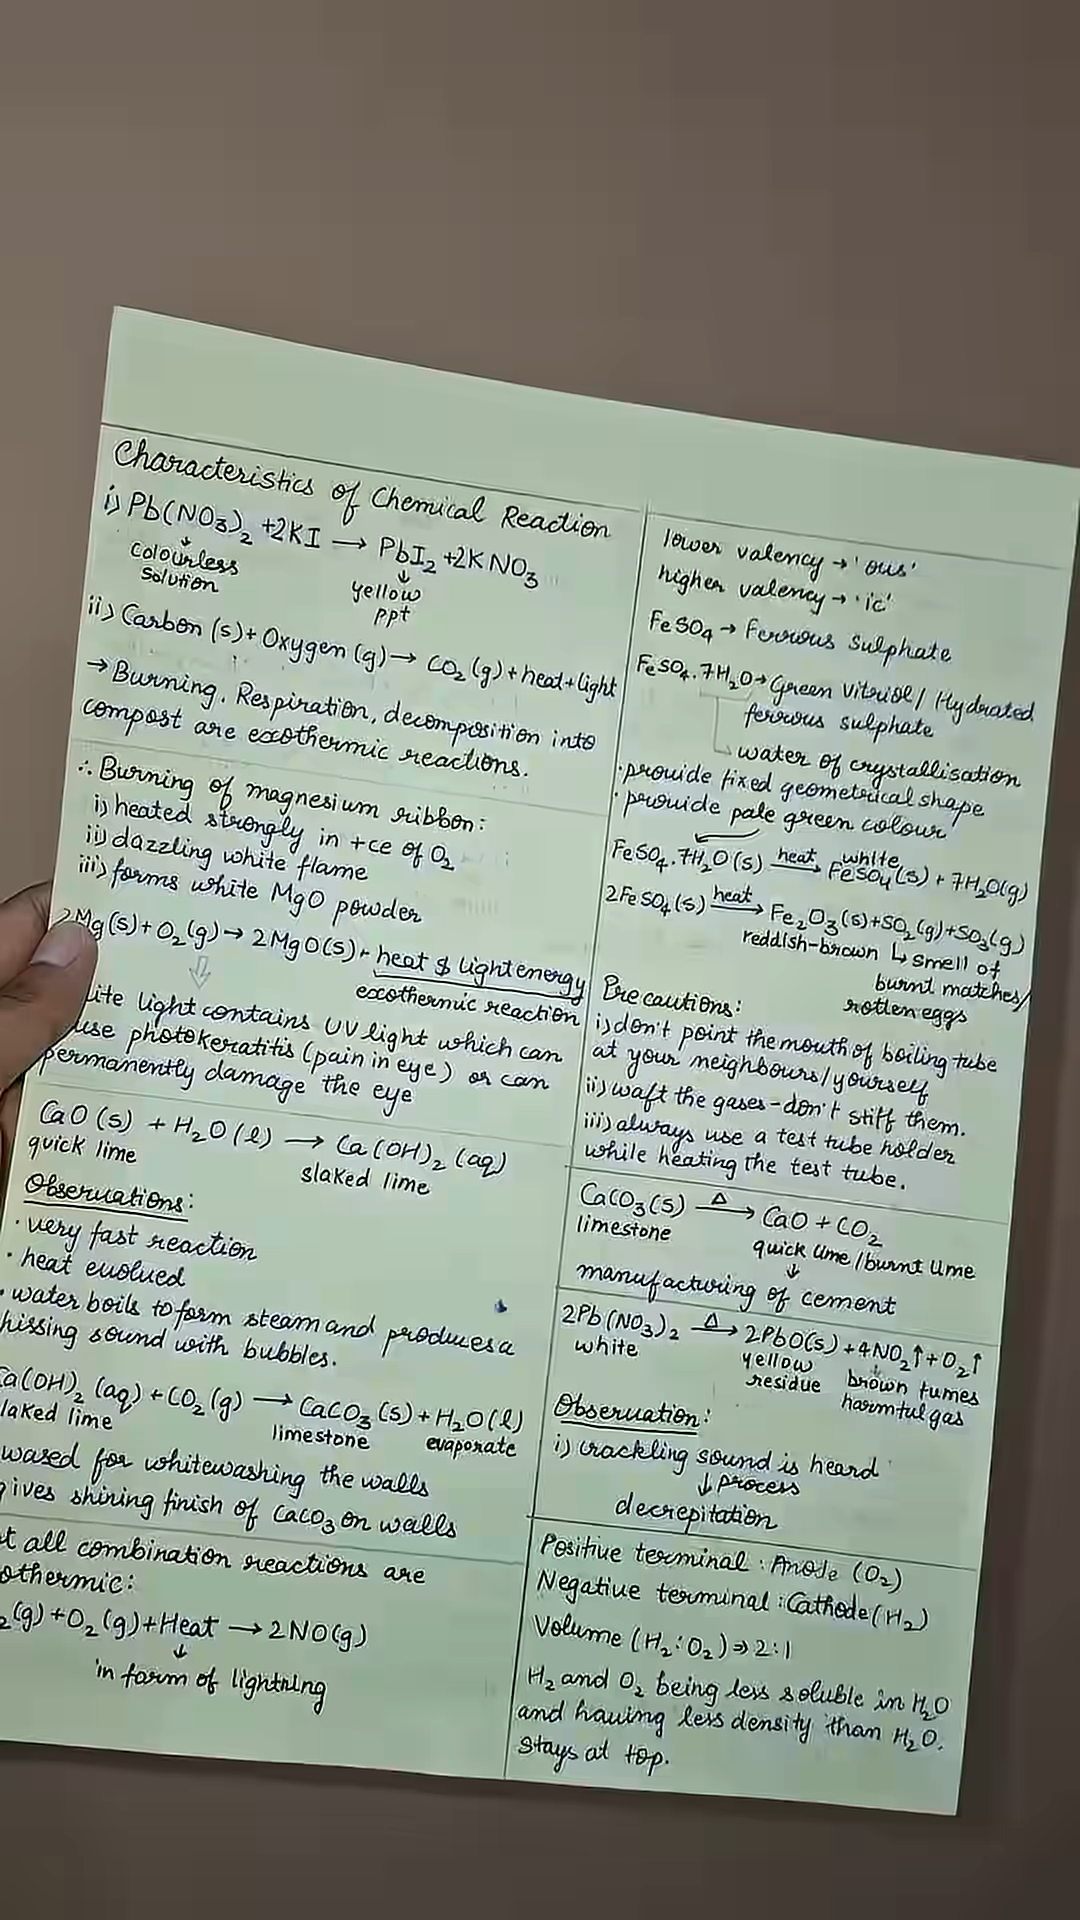 Characteristics of Chemical Reaction
i) Pb(NO3)2 +2KI → PbI2 +2KNO3
↓
Colourless
solution
↓
yellow
ppt
ii) Carbon (s) + Oxygen (g) → CO2 (g) + heat + light
→ Burning, Respiration, decomposition into
compost are exothermic reactions.
∴ Burning of magnesium ribbon:
i) heated strongly in +ce of O2
ii) dazzling white flame
iii) forms white MgO powder
2Mg(s) + O2(g) → 2MgO(s) + heat & light energy
exothermic reaction
ite light contains UV light which can
use photokeratitis (pain in eye) or can
permanently damage the eye
CaO (s) + H2O (l) → Ca(OH)2 (aq)
quick lime
slaked lime
Observations:
· very fast reaction
· heat evolved
· water boils to form steam and produces a
hissing sound with bubbles.
Ca(OH)2 (aq) + CO2 (g) → CaCO3 (s) + H2O(l)
laked lime
limestone
evaporate
wased for whitewashing the walls
gives shining finish of CaCO3 on walls
t all combination reactions are
othermic:
2(g) + O2 (g) + Heat → 2NO(g)
↓
in form of lightning
lower valency → 'ous'
higher valency → 'ic'
FeSO4 → Ferrous Sulphate
FeSO4.7H2O → Green Vitriol / Hydrated
ferrous sulphate
water of crystallisation
· provide fixed geometrical shape
· provide pale green colour
FeSO4.7H2O (s) heat→ FeSO4(s) + 7H2O(g)
white
2FeSO4(s) heat→ Fe2O3(s) + SO2(g) + SO3(g)
reddish-brown ↳ smell of
burnt matches/
rotten eggs
Precautions:
i) don't point the mouth of boiling tube
at your neighbours/yourself
ii) waft the gases - don't stiff them.
iii) always use a test tube holder
while heating the test tube.
CaCO3(s) Δ→ CaO + CO2
limestone
quick lime / burnt lime
↓
manufacturing of cement
2Pb(NO3)2 Δ→ 2PbO(s) + 4NO2↑ + O2↑
white
yellow
residue
brown fumes
harmful gas
Observation:
i) crackling sound is heard
↓ process
decrepitation
Positive terminal : Anode (O2)
Negative terminal : Cathode (H2)
Volume (H2:O2) ⇒ 2:1
H2 and O2 being less soluble in H2O
and having less density than H2O.
stays at top.